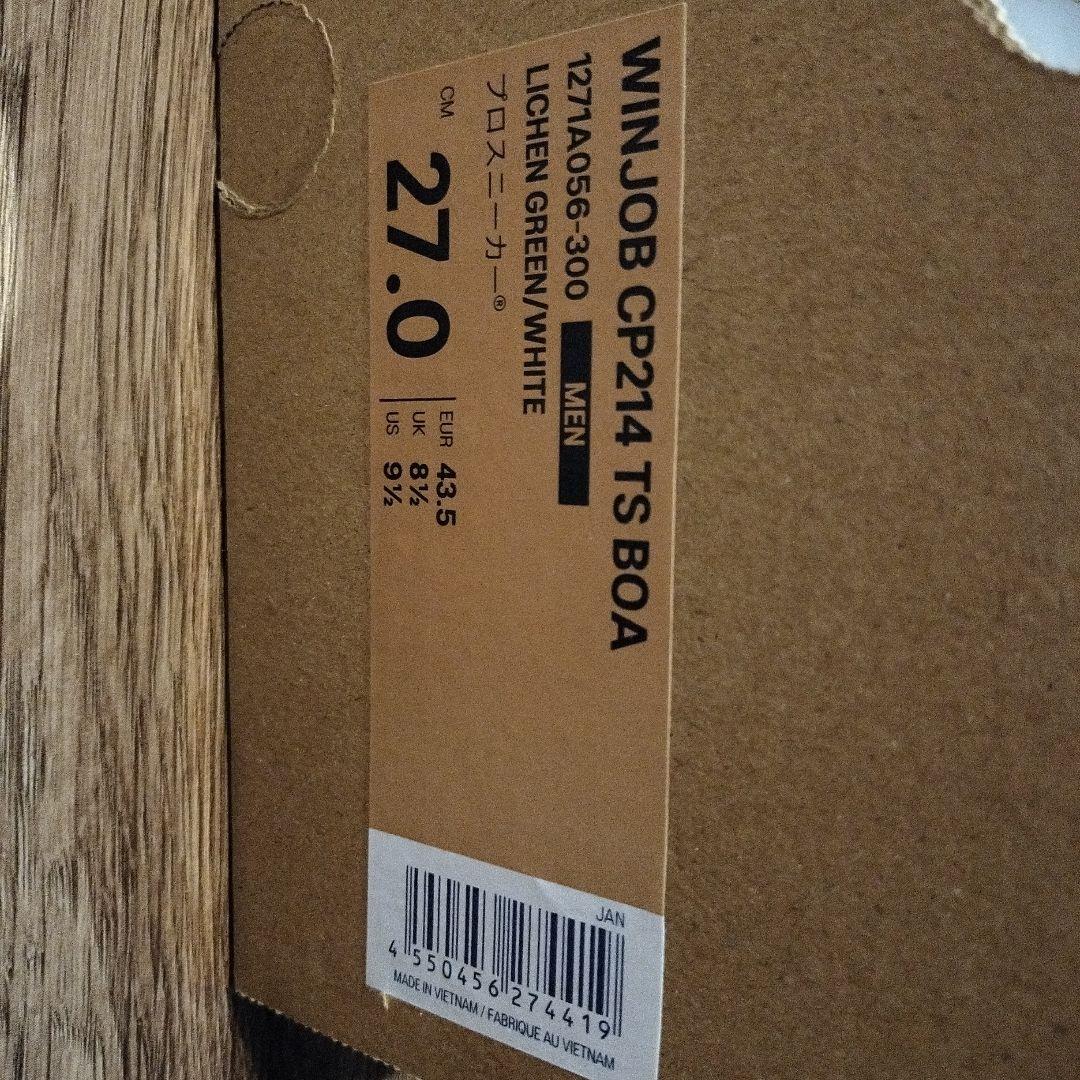 WINJOB CP214 TS BOA
1271A056-300 MEN
LICHEN GREEN/WHITE
プロスニーカー®
CM 27.0
EUR 43.5
UK 8½
US 9½
JAN
4 550456 274419
MADE IN VIETNAM / FABRIQUE AU VIETNAM